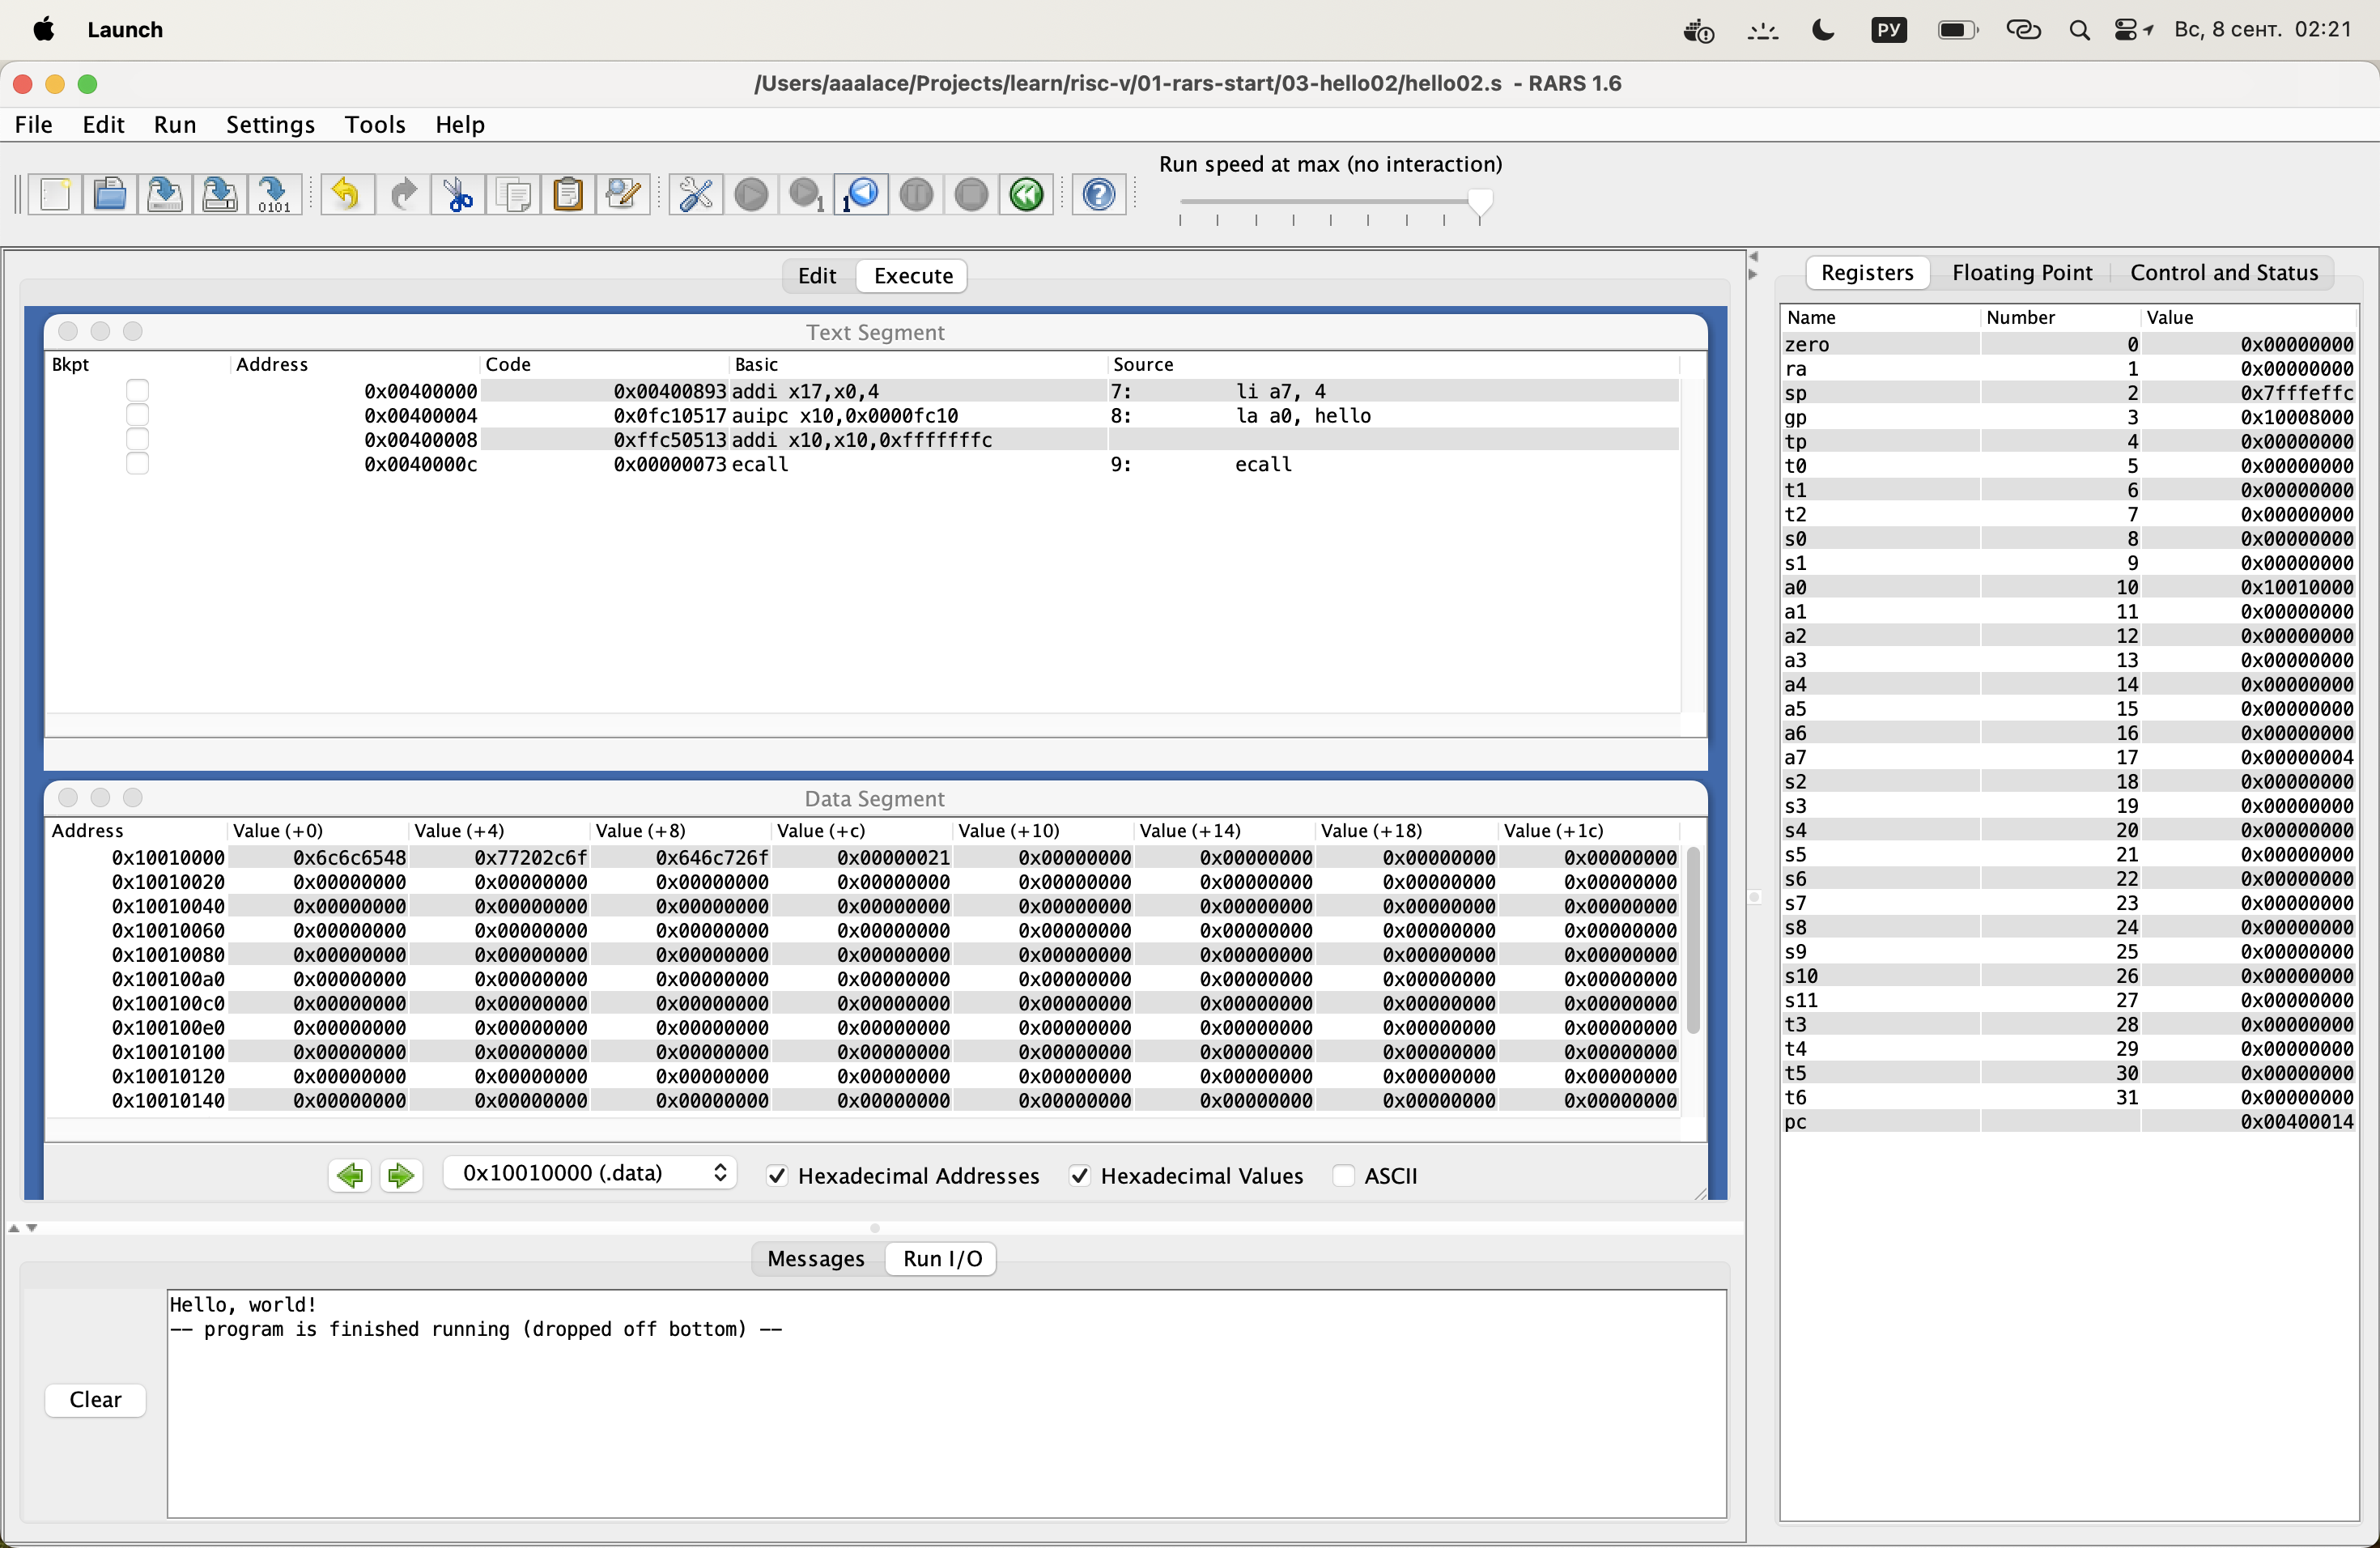 Launch
РУ
Вс, 8 сент. 02:21
/Users/aaalace/Projects/learn/risc-v/01-rars-start/03-hello02/hello02.s - RARS 1.6
File Edit Run Settings Tools Help
Run speed at max (no interaction)
0101
1
1
?
Edit Execute
Text Segment
Bkpt Address Code Basic Source
0x00400000 0x00400893 addi x17,x0,4 7: li a7, 4
0x00400004 0x0fc10517 auipc x10,0x0000fc10 8: la a0, hello
0x00400008 0xffc50513 addi x10,x10,0xfffffffc
0x0040000c 0x00000073 ecall 9: ecall
Data Segment
Address Value (+0) Value (+4) Value (+8) Value (+c) Value (+10) Value (+14) Value (+18) Value (+1c)
0x10010000 0x6c6c6548 0x77202c6f 0x646c726f 0x00000021 0x00000000 0x00000000 0x00000000 0x00000000
0x10010020 0x00000000 0x00000000 0x00000000 0x00000000 0x00000000 0x00000000 0x00000000 0x00000000
0x10010040 0x00000000 0x00000000 0x00000000 0x00000000 0x00000000 0x00000000 0x00000000 0x00000000
0x10010060 0x00000000 0x00000000 0x00000000 0x00000000 0x00000000 0x00000000 0x00000000 0x00000000
0x10010080 0x00000000 0x00000000 0x00000000 0x00000000 0x00000000 0x00000000 0x00000000 0x00000000
0x100100a0 0x00000000 0x00000000 0x00000000 0x00000000 0x00000000 0x00000000 0x00000000 0x00000000
0x100100c0 0x00000000 0x00000000 0x00000000 0x00000000 0x00000000 0x00000000 0x00000000 0x00000000
0x100100e0 0x00000000 0x00000000 0x00000000 0x00000000 0x00000000 0x00000000 0x00000000 0x00000000
0x10010100 0x00000000 0x00000000 0x00000000 0x00000000 0x00000000 0x00000000 0x00000000 0x00000000
0x10010120 0x00000000 0x00000000 0x00000000 0x00000000 0x00000000 0x00000000 0x00000000 0x00000000
0x10010140 0x00000000 0x00000000 0x00000000 0x00000000 0x00000000 0x00000000 0x00000000 0x00000000
0x10010000 (.data) Hexadecimal Addresses Hexadecimal Values ASCII
Messages Run I/O
Hello, world!
-- program is finished running (dropped off bottom) --
Clear
Registers Floating Point Control and Status
Name Number Value
zero 0 0x00000000
ra 1 0x00000000
sp 2 0x7fffeffc
gp 3 0x10008000
tp 4 0x00000000
t0 5 0x00000000
t1 6 0x00000000
t2 7 0x00000000
s0 8 0x00000000
s1 9 0x00000000
a0 10 0x10010000
a1 11 0x00000000
a2 12 0x00000000
a3 13 0x00000000
a4 14 0x00000000
a5 15 0x00000000
a6 16 0x00000000
a7 17 0x00000004
s2 18 0x00000000
s3 19 0x00000000
s4 20 0x00000000
s5 21 0x00000000
s6 22 0x00000000
s7 23 0x00000000
s8 24 0x00000000
s9 25 0x00000000
s10 26 0x00000000
s11 27 0x00000000
t3 28 0x00000000
t4 29 0x00000000
t5 30 0x00000000
t6 31 0x00000000
pc 0x00400014